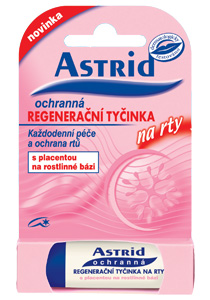 novinka
ASTRID
ochranná
REGENERAČNÍ TYČINKA
na rty
Každodenní péče
a ochrana rtů
s placentou
na rostlinné bázi
ASTRID
ochranná
REGENERAČNÍ TYČINKA NA RTY
s placentou na rostlinné bázi